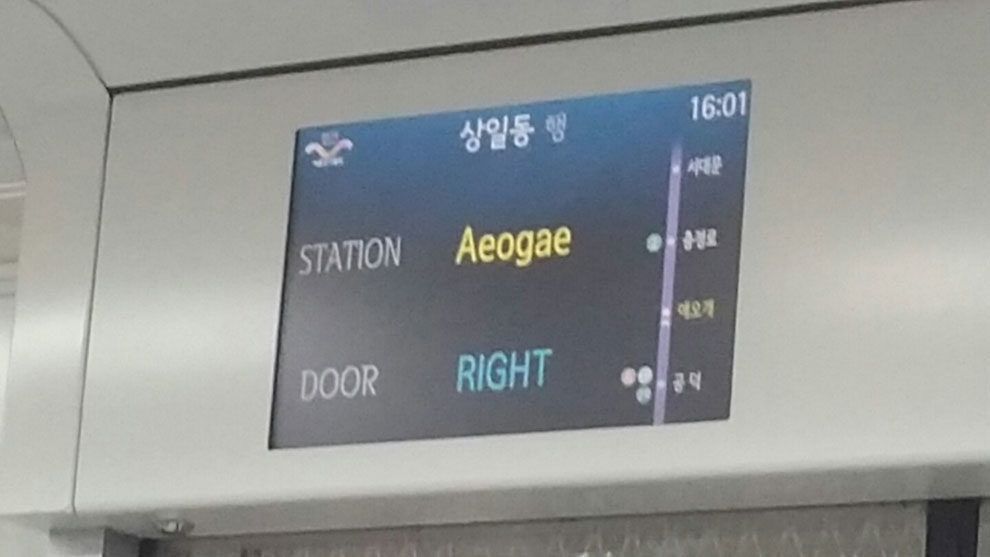 상일동 행
16:01
서대문
STATION Aeogae
충정로
애오개
DOOR RIGHT
공덕